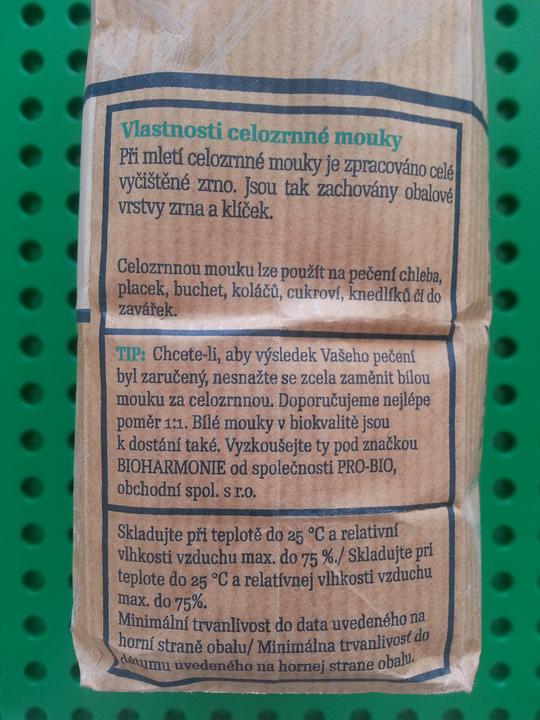 Vlastnosti celozrnné mouky
Při mletí celozrnné mouky je zpracováno celé
vyčištěné zrno. Jsou tak zachovány obalové
vrstvy zrna a klíček.
Celozrnnou mouku lze použít na pečení chleba,
placek, buchet, koláčů, cukroví, knedlíků či do
zavářek.
TIP: Chcete-li, aby výsledek Vašeho pečení
byl zaručený, nesnažte se zcela zaměnit bílou
mouku za celozrnnou. Doporučujeme nejlépe
poměr 1:1. Bílé mouky v biokvalitě jsou
k dostání také. Vyzkoušejte ty pod značkou
BIOHARMONIE od společnosti PRO-BIO,
obchodní spol. s r.o.
Skladujte při teplotě do 25 °C a relativní
vlhkosti vzduchu max. do 75 %./ Skladujte pri
teplote do 25 °C a relatívnej vlhkosti vzduchu
max. do 75%.
Minimální trvanlivost do data uvedeného na
horní straně obalu/ Minimálna trvanlivosť do
dátumu uvedeného na hornej strane obalu.